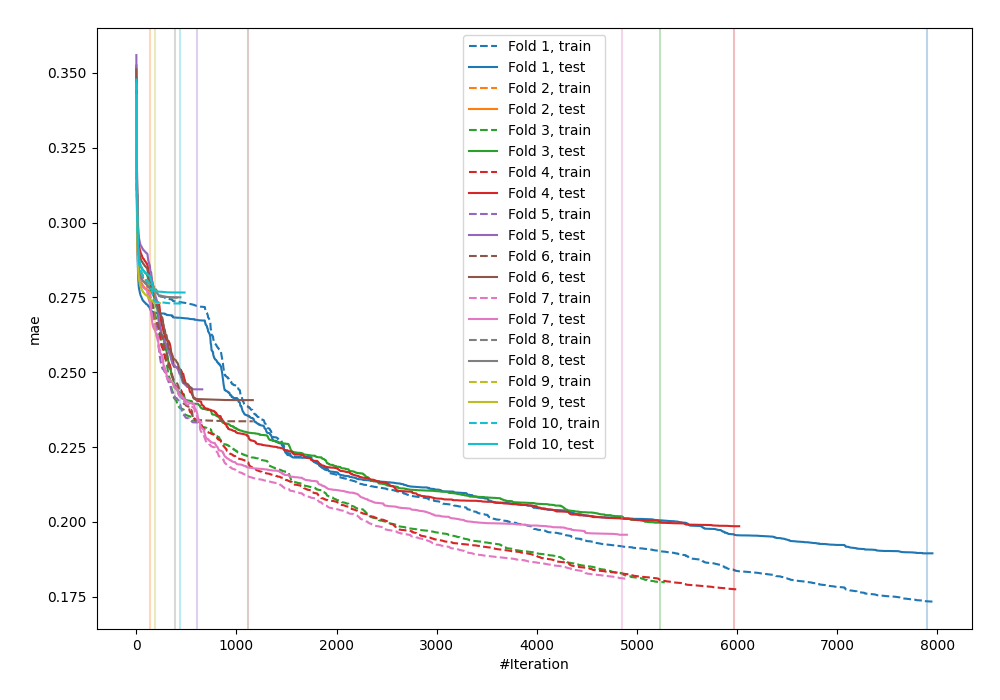 0.350
0.325
0.300
0.275
0.250
0.225
0.200
0.175
mae
0
1000
2000
3000
4000
5000
6000
7000
8000
#Iteration
Fold 1, train
Fold 1, test
Fold 2, train
Fold 2, test
Fold 3, train
Fold 3, test
Fold 4, train
Fold 4, test
Fold 5, train
Fold 5, test
Fold 6, train
Fold 6, test
Fold 7, train
Fold 7, test
Fold 8, train
Fold 8, test
Fold 9, train
Fold 9, test
Fold 10, train
Fold 10, test